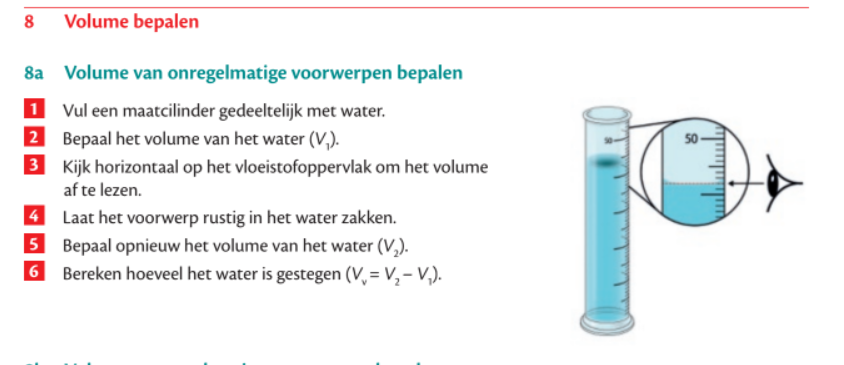 8 Volume bepalen
8a Volume van onregelmatige voorwerpen bepalen
1 Vul een maatcilinder gedeeltelijk met water.
2 Bepaal het volume van het water (V₁).
3 Kijk horizontaal op het vloeistofoppervlak om het volume
af te lezen.
4 Laat het voorwerp rustig in het water zakken.
5 Bepaal opnieuw het volume van het water (V₂).
6 Bereken hoeveel het water is gestegen (Vᵥ = V₂ – V₁).
50
50